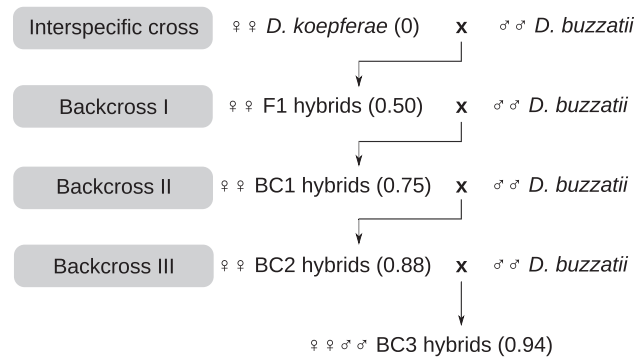 Interspecific cross ♀♀ D. koepferae (0) x ♂♂ D. buzzatii
Backcross I ♀♀ F1 hybrids (0.50) x ♂♂ D. buzzatii
Backcross II ♀♀ BC1 hybrids (0.75) x ♂♂ D. buzzatii
Backcross III ♀♀ BC2 hybrids (0.88) x ♂♂ D. buzzatii
♀♀♂♂ BC3 hybrids (0.94)